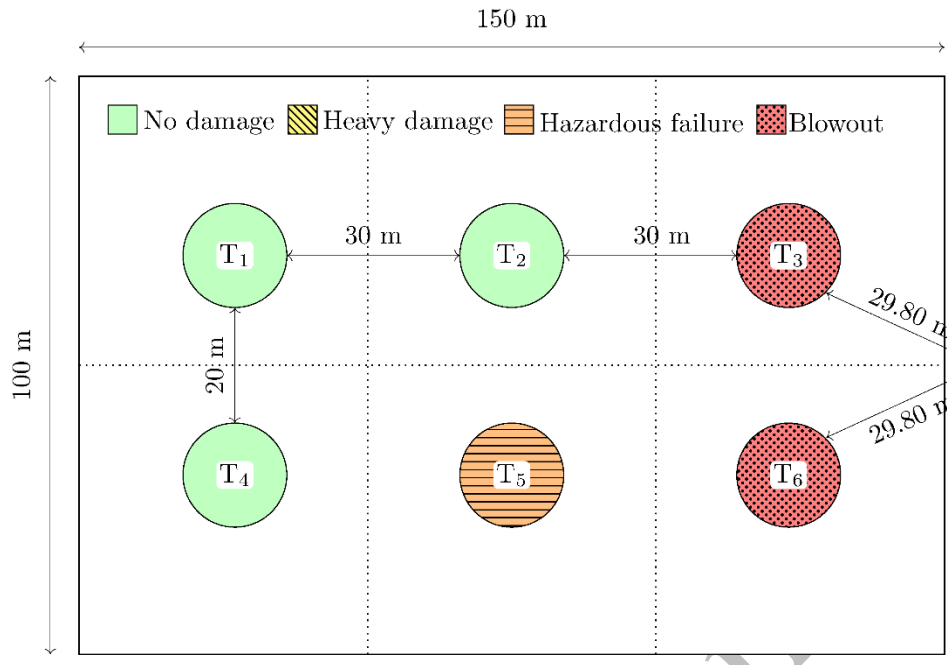 150 m
No damage Heavy damage Hazardous failure Blowout
30 m 30 m
T1 T2 T3
29.80 m
100 m
20 m
29.80 m
T4 T5 T6